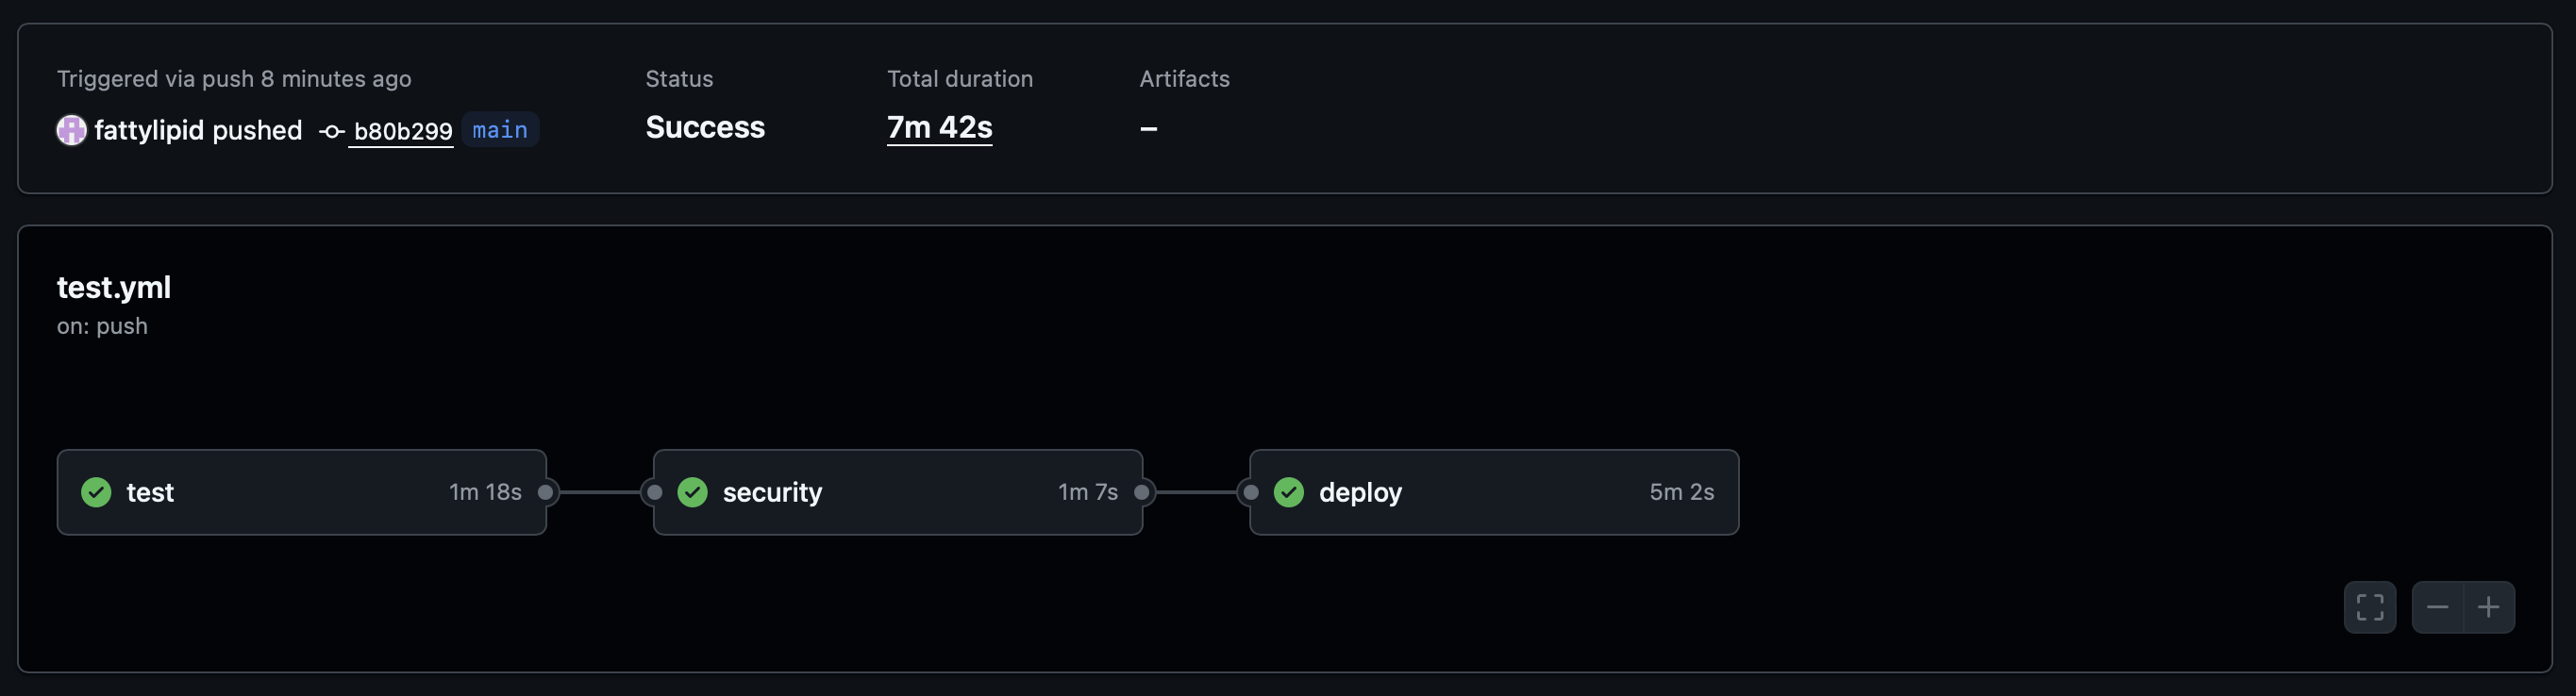 Triggered via push 8 minutes ago
fattylipid pushed b80b299 main
Status
Success
Total duration
7m 42s
Artifacts
–
test.yml
on: push
test 1m 18s
security 1m 7s
deploy 5m 2s